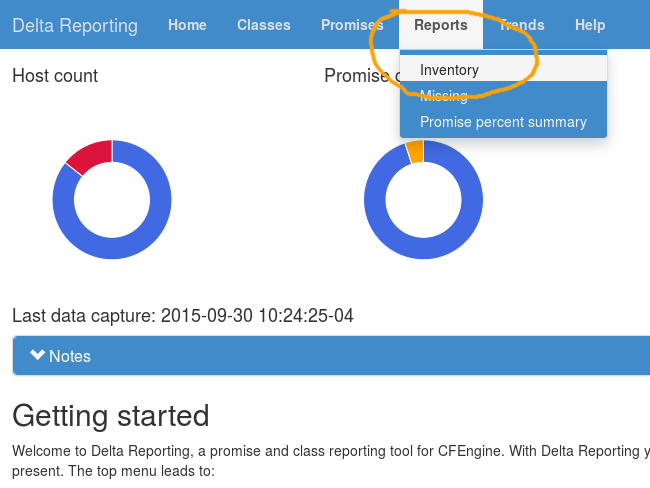 Delta Reporting Home Classes Promises Reports Trends Help
Inventory
Missing
Promise percent summary
Host count
Promise
Last data capture: 2015-09-30 10:24:25-04
Notes
Getting started
Welcome to Delta Reporting, a promise and class reporting tool for CFEngine. With Delta Reporting
present. The top menu leads to: